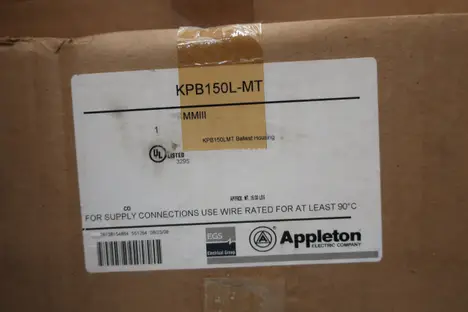 KPB150L-MT
MMIII
1
KPB150LMT Ballast Housing
UL LISTED
329S
CO
FOR SUPPLY CONNECTIONS USE WIRE RATED FOR AT LEAST 90°C
EGS
Electrical Group
Appleton
ELECTRIC COMPANY